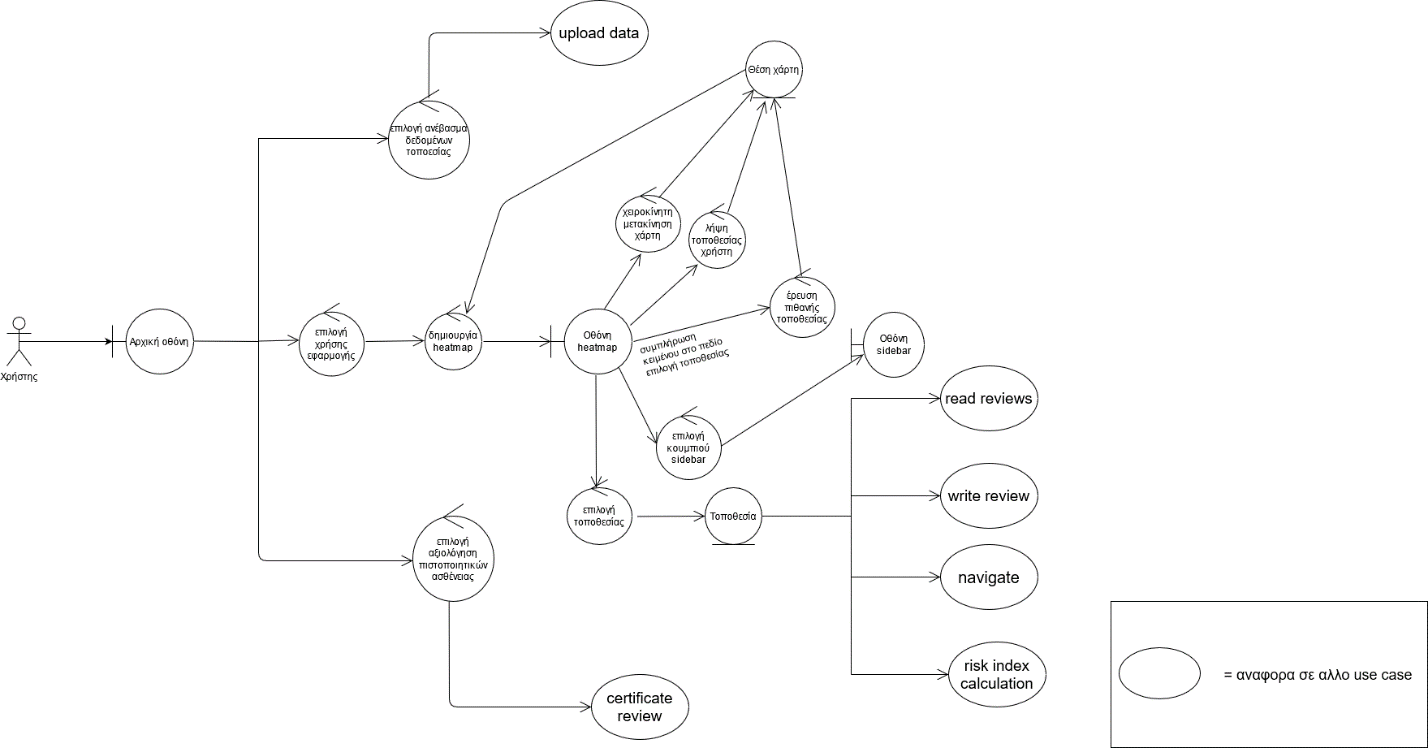 upload data
Θέση χάρτη
επιλογή ανέβασμα
δεδομένων
τοποεσίας
χειροκίνητη
μετακίνηση
χάρτη
λήψη
τοποθεσίας
χρήστη
έρευση
πιθανής
τοποθεσίας
Χρήστης
Αρχική οθόνη
επιλογή
χρήσης
εφαρμογής
δημιουργία
heatmap
Οθόνη
heatmap
συμπλήρωση
κειμένου στο πεδίο
επιλογή τοποθεσίας
Οθόνη
sidebar
επιλογή
κουμπιού
sidebar
read reviews
επιλογή
τοποθεσίας
Τοποθεσία
write review
επιλογή
αξιολόγηση
πιστοποιητικών
ασθένειας
navigate
risk index
calculation
certificate
review
= αναφορα σε αλλο use case